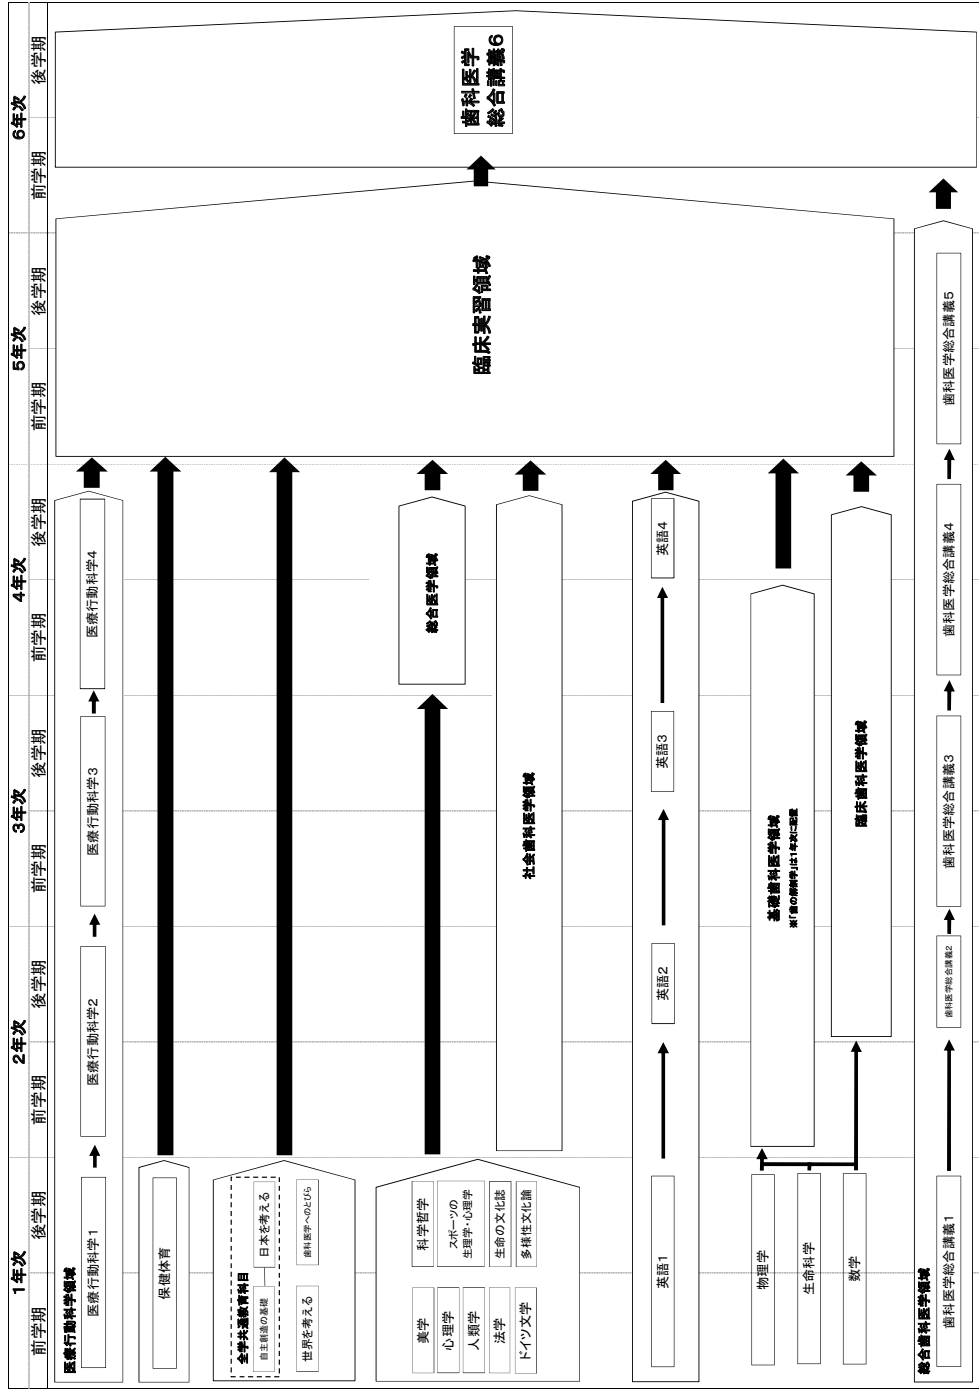 1年次
2年次
3年次
4年次
5年次
6年次
前学期
後学期
前学期
後学期
前学期
後学期
前学期
後学期
前学期
後学期
前学期
後学期
医療行動科学領域
医療行動科学1
医療行動科学2
医療行動科学3
医療行動科学4
保健体育
全学共通教育科目
自主創造の基礎
日本を考える
世界を考える
歯科医学へのとびら
美学
科学哲学
心理学
スポーツの
生理学・心理学
人類学
法学
生命の文化誌
ドイツ文学
多様性文化論
総合医学領域
社会歯科医学領域
英語1
英語2
英語3
英語4
物理学
生命科学
数学
基礎歯科医学領域
※「歯の解剖学」は1年次に配置
臨床歯科医学領域
総合歯科医学領域
歯科医学総合講義1
歯科医学総合講義2
歯科医学総合講義3
歯科医学総合講義4
歯科医学総合講義5
臨床実習領域
歯科医学
総合講義6